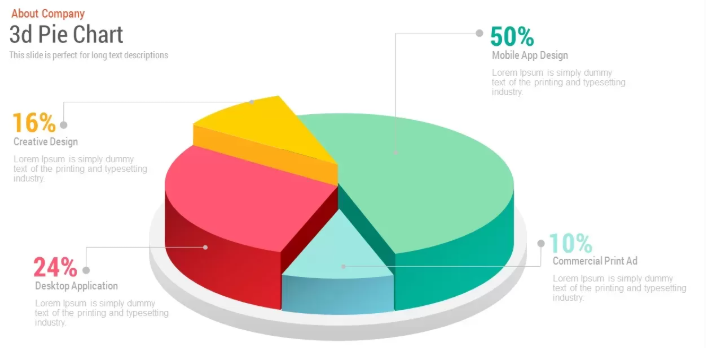 About Company
3d Pie Chart
This slide is perfect for long text descriptions
50%
Mobile App Design
Lorem Ipsum is simply dummy
text of the printing and typesetting
industry.
16%
Creative Design
Lorem Ipsum is simply dummy
text of the printing and typesetting
industry.
24%
Desktop Application
Lorem Ipsum is simply dummy
text of the printing and typesetting
industry.
10%
Commercial Print Ad
Lorem Ipsum is simply dummy
text of the printing and typesetting
industry.